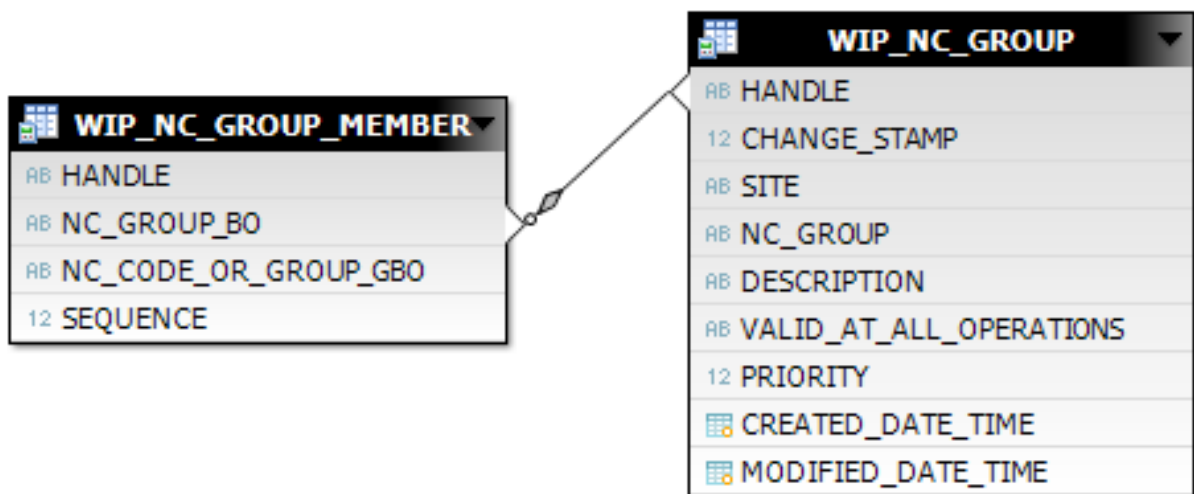 WIP_NC_GROUP_MEMBER
AB HANDLE
AB NC_GROUP_BO
AB NC_CODE_OR_GROUP_GBO
12 SEQUENCE
WIP_NC_GROUP
AB HANDLE
12 CHANGE_STAMP
AB SITE
AB NC_GROUP
AB DESCRIPTION
AB VALID_AT_ALL_OPERATIONS
12 PRIORITY
CREATED_DATE_TIME
MODIFIED_DATE_TIME